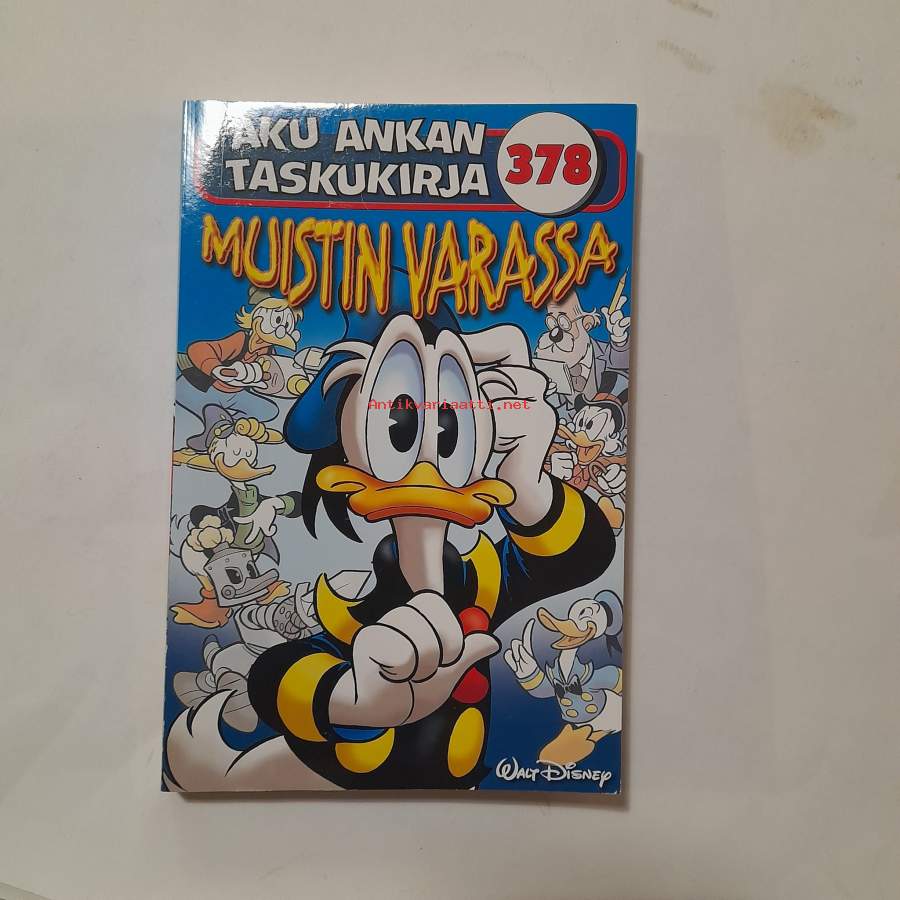 AKU ANKAN
TASKUKIRJA
378
MUISTIN VARASSA
Antikvariaatti.net
WALT DISNEY